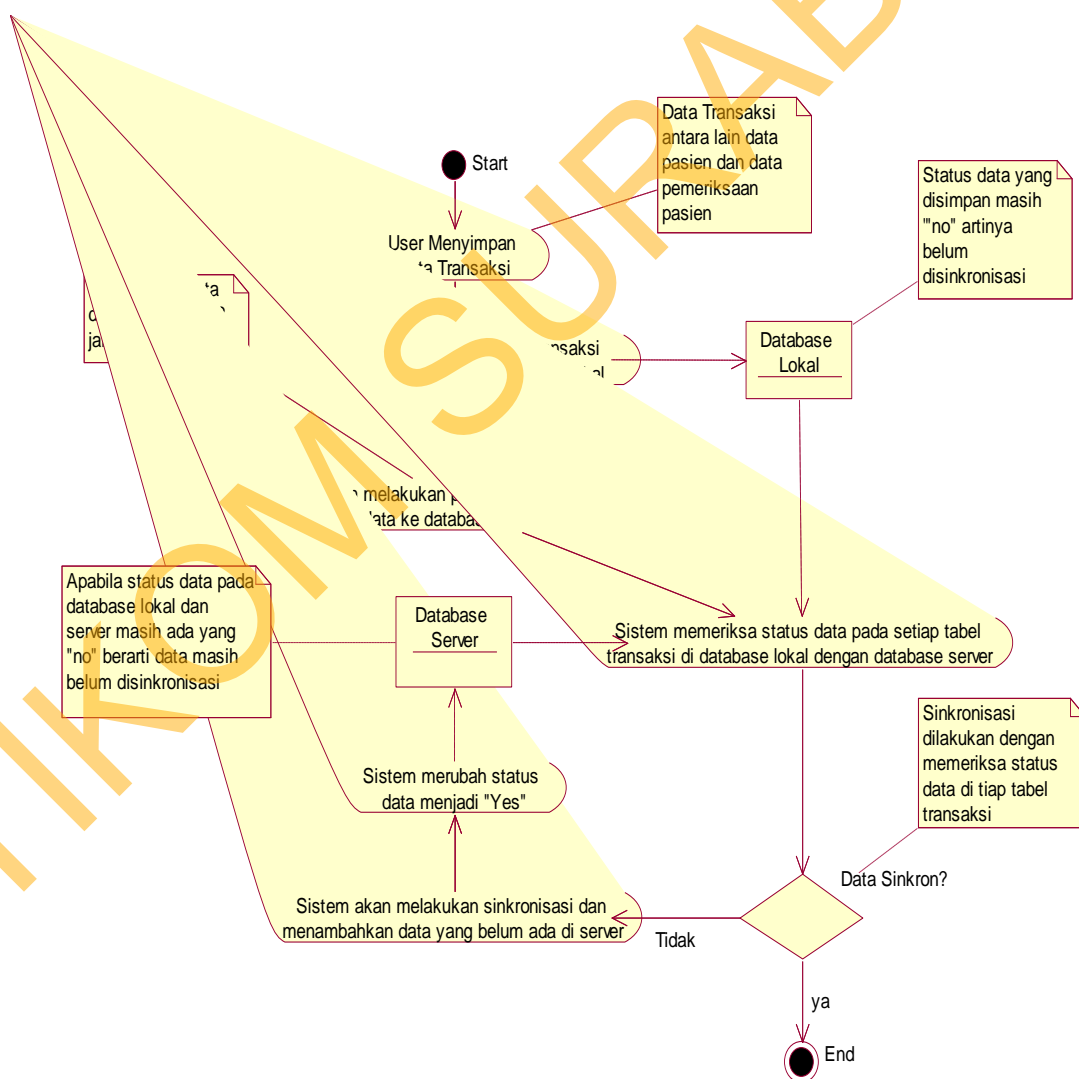 Data Transaksi
antara lain data
pasien dan data
pemeriksaan
pasien
Start
Status data yang
disimpan masih
"no" artinya
belum
disinkronisasi
User Menyimpan
Transaksi
Database
Lokal
melakukan
ke
Apabila status data pada
database lokal dan
server masih ada yang
"no" berarti data masih
belum disinkronisasi
Database
Server
Sistem memeriksa status data pada setiap tabel
transaksi di database lokal dengan database server
Sinkronisasi
dilakukan dengan
memeriksa status
data di tiap tabel
transaksi
Sistem merubah status
data menjadi "Yes"
Data Sinkron?
Sistem akan melakukan sinkronisasi dan
menambahkan data yang belum ada di server
Tidak
ya
End
IKOM SURAB